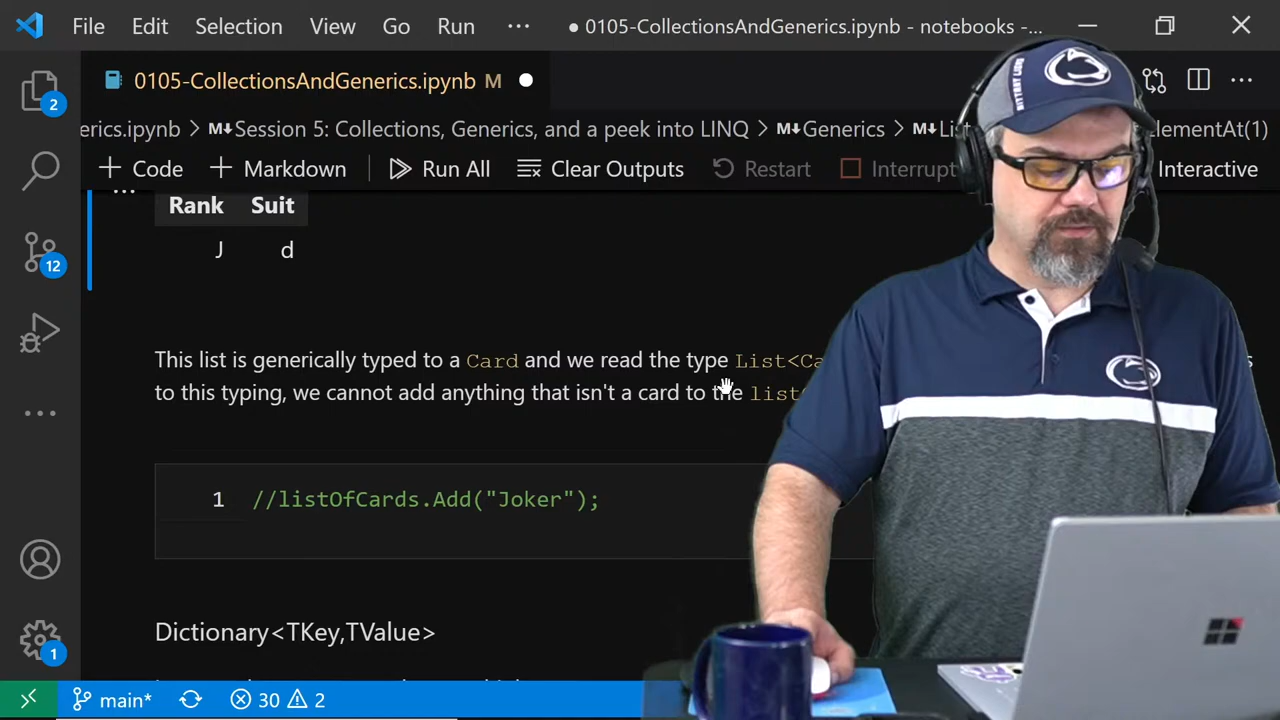 File Edit Selection View Go Run ··· ● 0105-CollectionsAndGenerics.ipynb - notebooks -...
0105-CollectionsAndGenerics.ipynb M
erics.ipynb > M↓Session 5: Collections, Generics, and a peek into LINQ > M↓Generics > M↓Lis ElementAt(1)
+ Code + Markdown Run All Clear Outputs Restart Interrupt Interactive
Rank Suit
J d
This list is generically typed to a Card and we read the type List<Ca s
to this typing, we cannot add anything that isn't a card to the list
1 //listOfCards.Add("Joker");
Dictionary<TKey,TValue>
main* 30 2
2
12
1
NITTANY LIONS